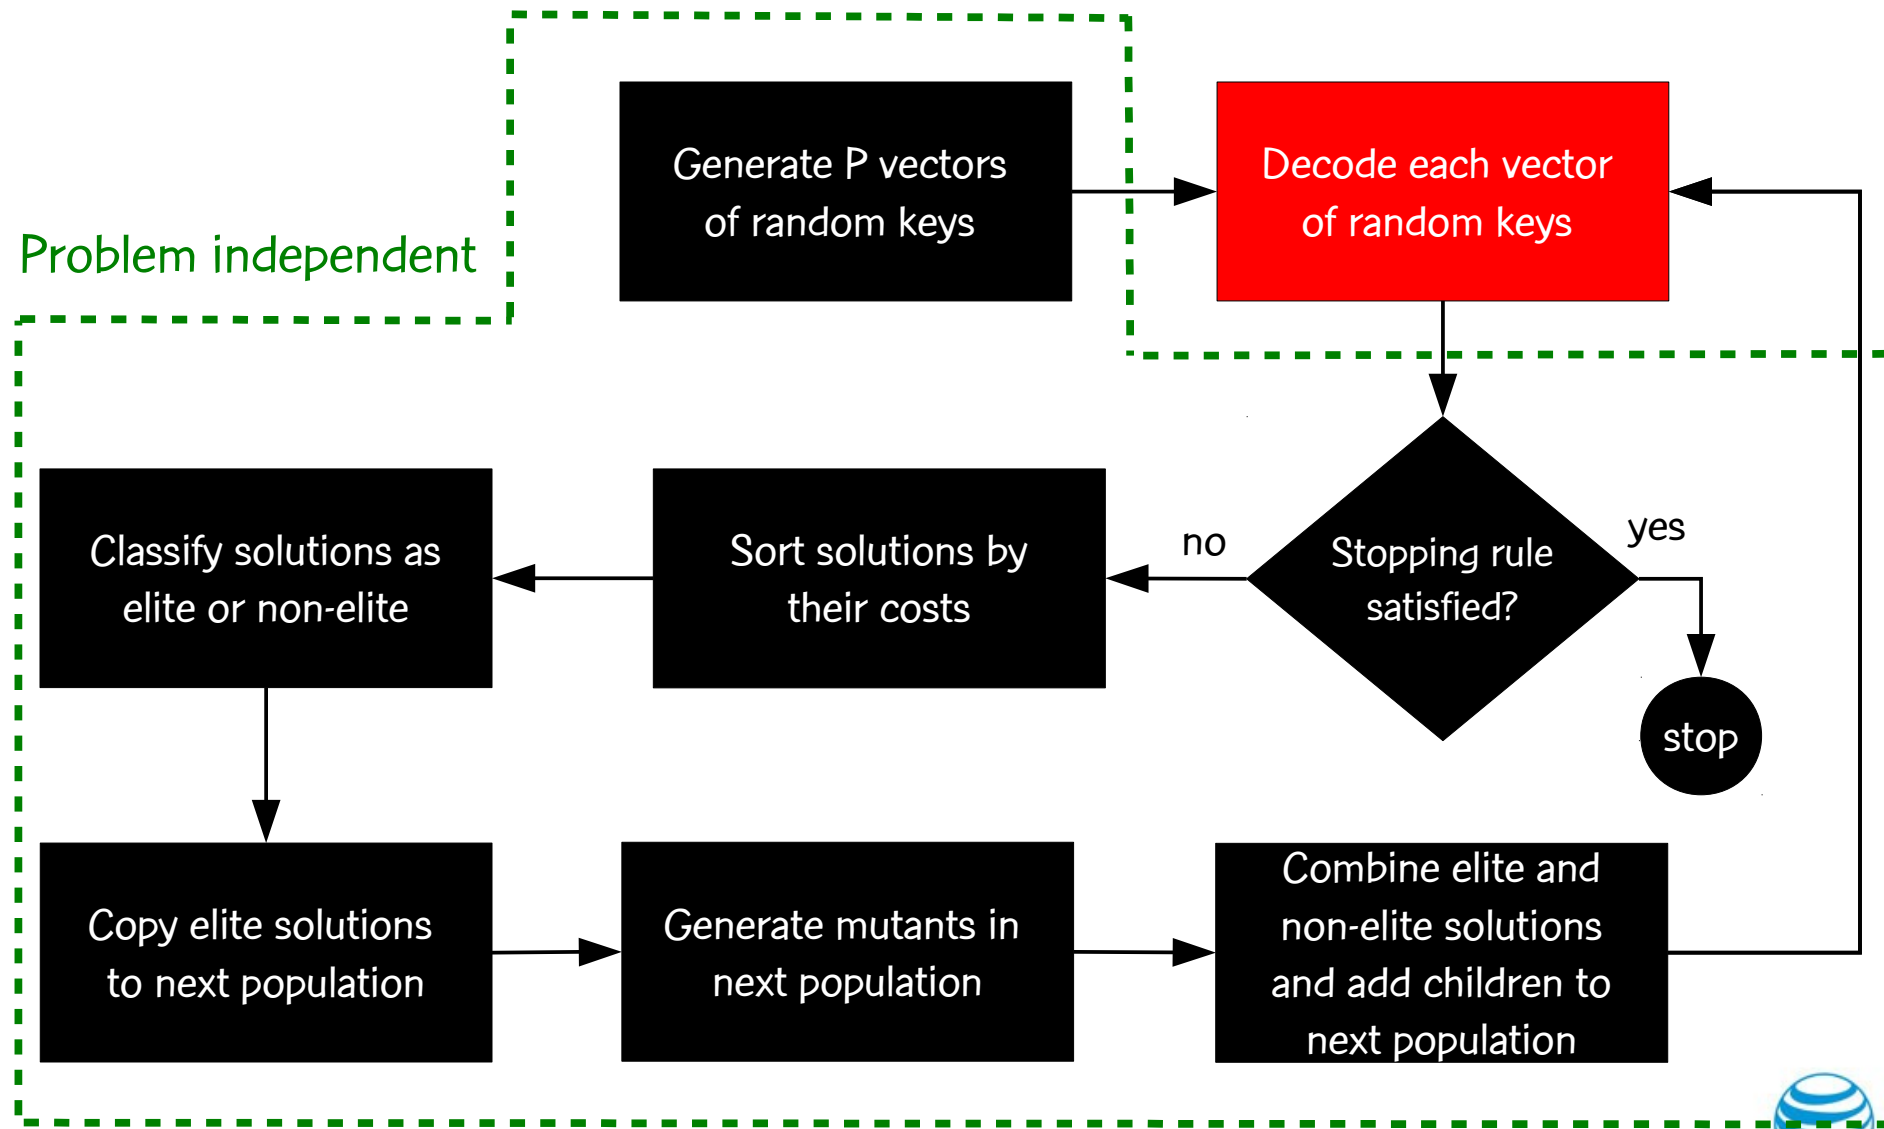 Problem independent
Generate P vectors
of random keys
Decode each vector
of random keys
Stopping rule
satisfied?
yes
stop
no
Sort solutions by
their costs
Classify solutions as
elite or non-elite
Copy elite solutions
to next population
Generate mutants in
next population
Combine elite and
non-elite solutions
and add children to
next population